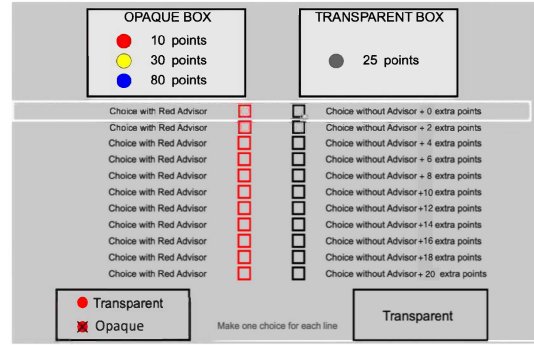 OPAQUE BOX
10 points
30 points
80 points
TRANSPARENT BOX
25 points
Choice with Red Advisor Choice without Advisor + 0 extra points
Choice with Red Advisor Choice without Advisor + 2 extra points
Choice with Red Advisor Choice without Advisor + 4 extra points
Choice with Red Advisor Choice without Advisor + 6 extra points
Choice with Red Advisor Choice without Advisor + 8 extra points
Choice with Red Advisor Choice without Advisor +10 extra points
Choice with Red Advisor Choice without Advisor +12 extra points
Choice with Red Advisor Choice without Advisor +14 extra points
Choice with Red Advisor Choice without Advisor +16 extra points
Choice with Red Advisor Choice without Advisor +18 extra points
Choice with Red Advisor Choice without Advisor + 20 extra points
Transparent
Opaque
Make one choice for each line
Transparent